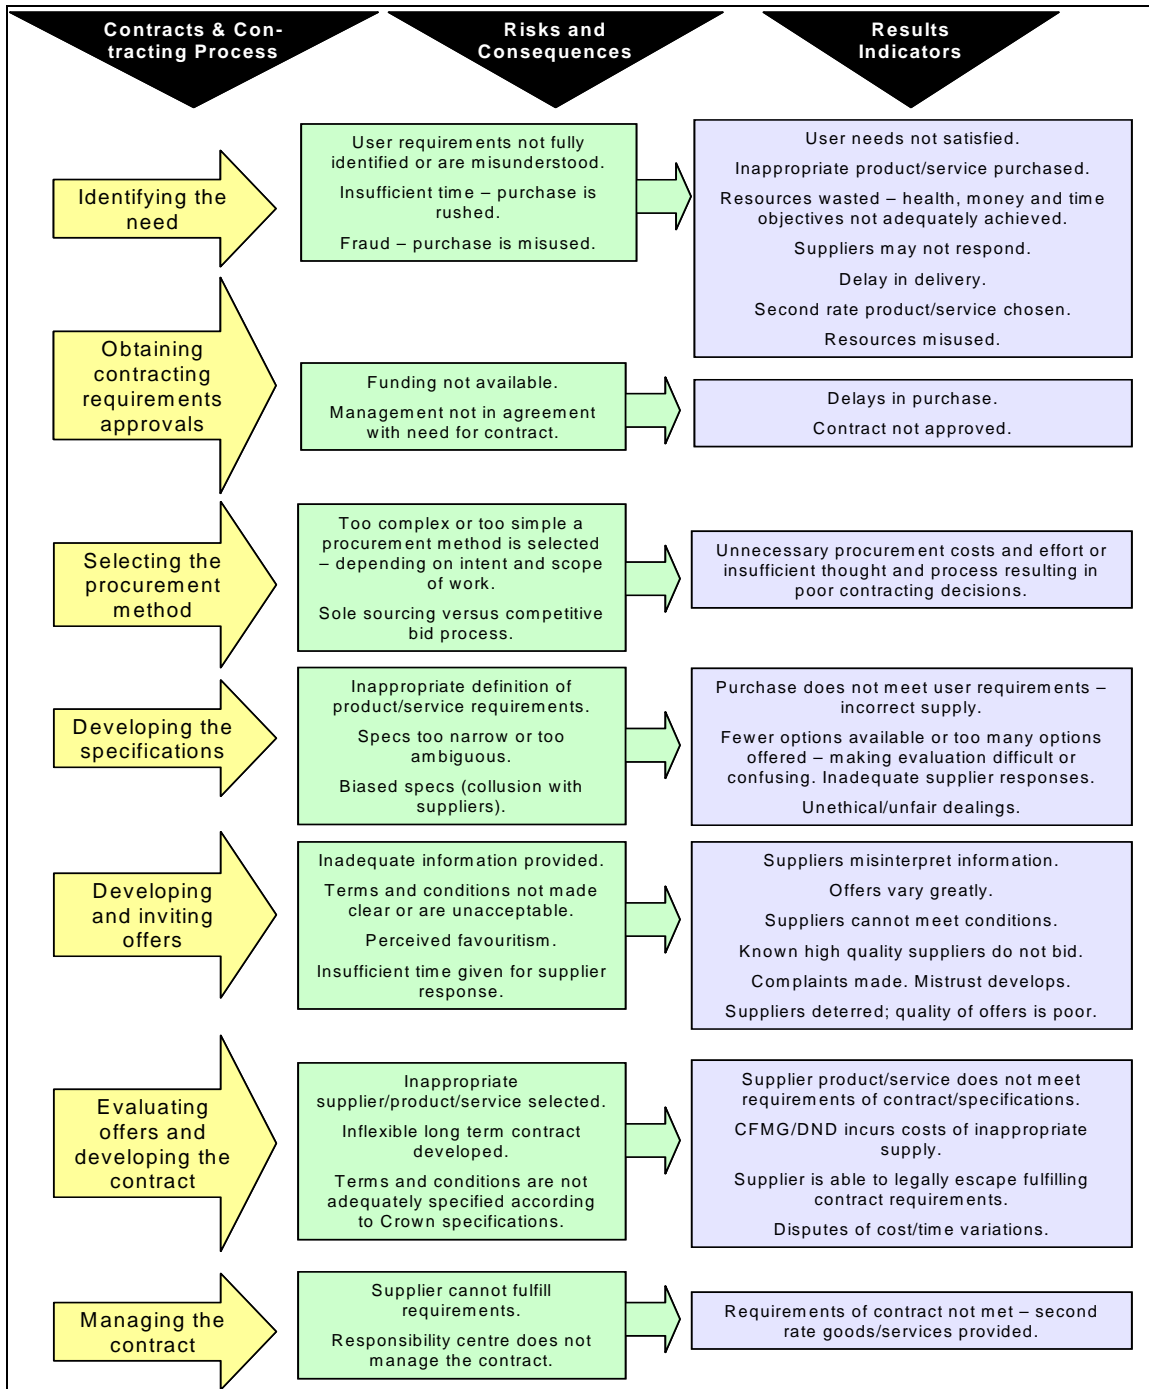 Contracts & Con-
tracting Process
Risks and
Consequences
Results
Indicators
Identifying the
need
User requirements not fully
identified or are misunderstood.
Insufficient time – purchase is
rushed.
Fraud – purchase is misused.
User needs not satisfied.
Inappropriate product/service purchased.
Resources wasted – health, money and time
objectives not adequately achieved.
Suppliers may not respond.
Delay in delivery.
Second rate product/service chosen.
Resources misused.
Obtaining
contracting
requirements
approvals
Funding not available.
Management not in agreement
with need for contract.
Delays in purchase.
Contract not approved.
Selecting the
procurement
method
Too complex or too simple a
procurement method is selected
– depending on intent and scope
of work.
Sole sourcing versus competitive
bid process.
Unnecessary procurement costs and effort or
insufficient thought and process resulting in
poor contracting decisions.
Developing the
specifications
Inappropriate definition of
product/service requirements.
Specs too narrow or too
ambiguous.
Biased specs (collusion with
suppliers).
Purchase does not meet user requirements –
incorrect supply.
Fewer options available or too many options
offered – making evaluation difficult or
confusing. Inadequate supplier responses.
Unethical/unfair dealings.
Developing
and inviting
offers
Inadequate information provided.
Terms and conditions not made
clear or are unacceptable.
Perceived favouritism.
Insufficient time given for supplier
response.
Suppliers misinterpret information.
Offers vary greatly.
Suppliers cannot meet conditions.
Known high quality suppliers do not bid.
Complaints made. Mistrust develops.
Suppliers deterred; quality of offers is poor.
Evaluating
offers and
developing the
contract
Inappropriate
supplier/product/service selected.
Inflexible long term contract
developed.
Terms and conditions are not
adequately specified according
to Crown specifications.
Supplier product/service does not meet
requirements of contract/specifications.
CFMG/DND incurs costs of inappropriate
supply.
Supplier is able to legally escape fulfilling
contract requirements.
Disputes of cost/time variations.
Managing the
contract
Supplier cannot fulfill
requirements.
Responsibility centre does not
manage the contract.
Requirements of contract not met – second
rate goods/services provided.